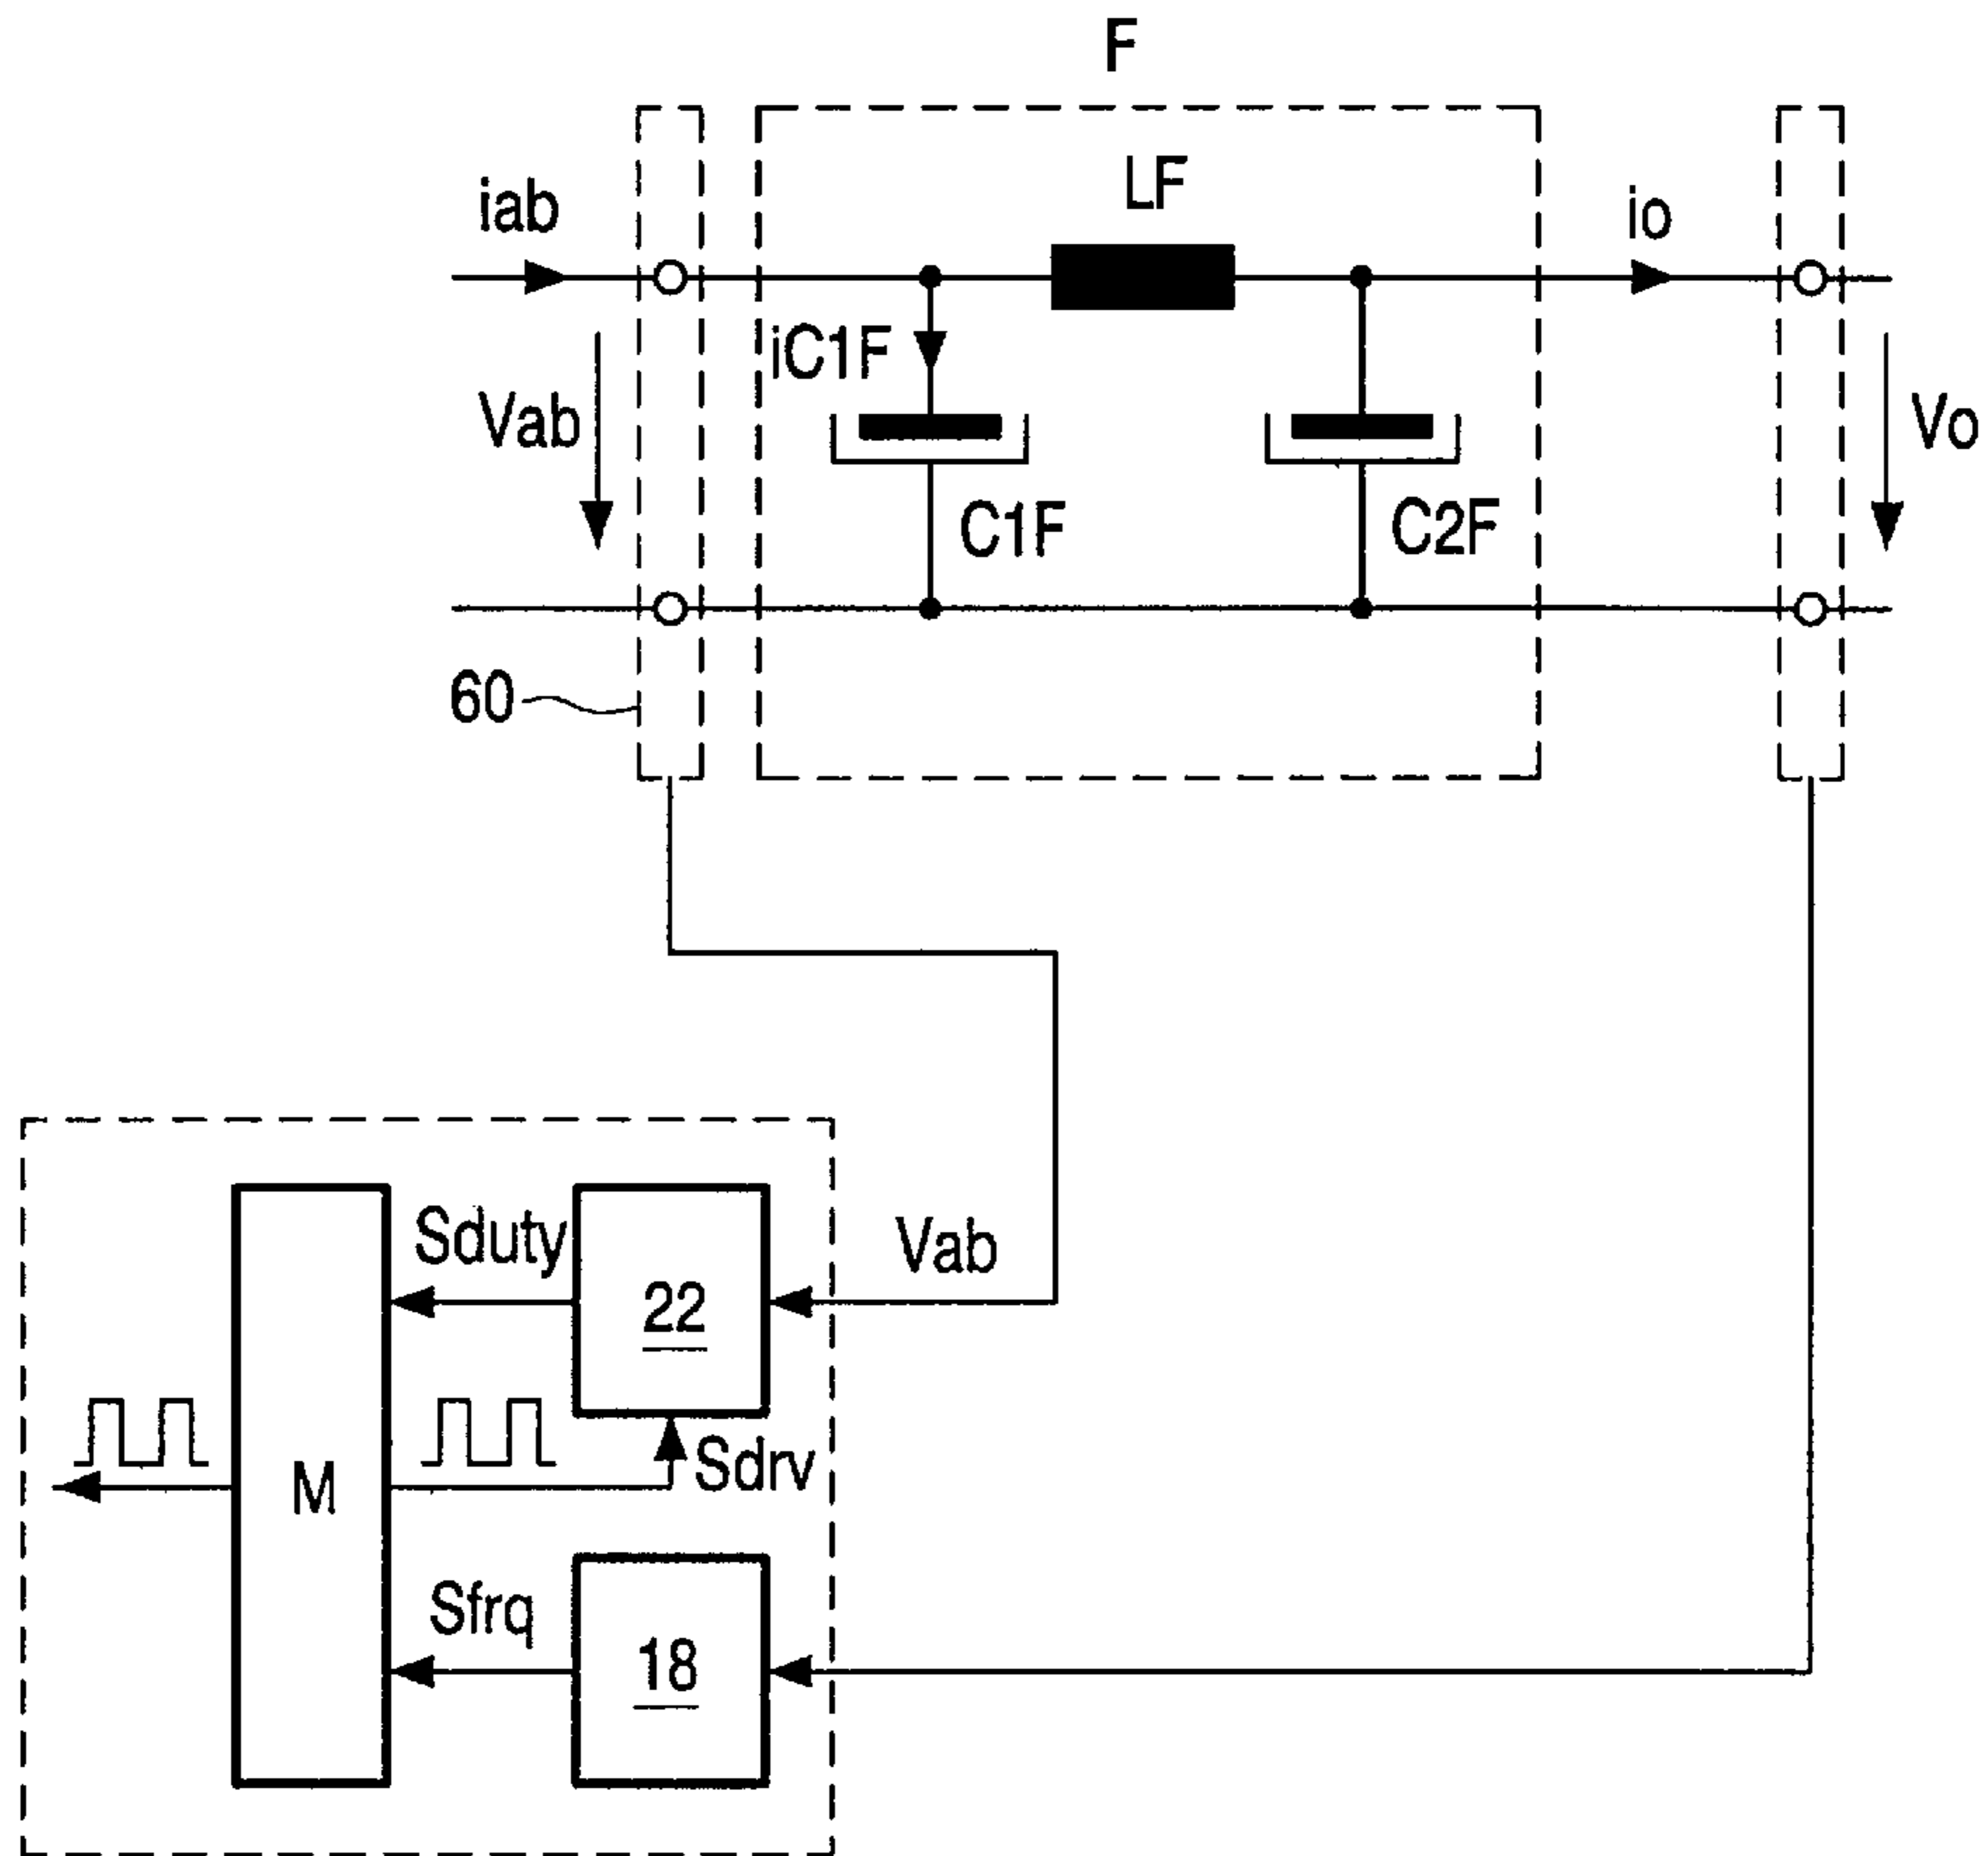 F
LF
iab
io
iC1F
Vab
Vo
C1F
C2F
60
Sduty
22
Vab
M
Sdrv
Sfrq
18